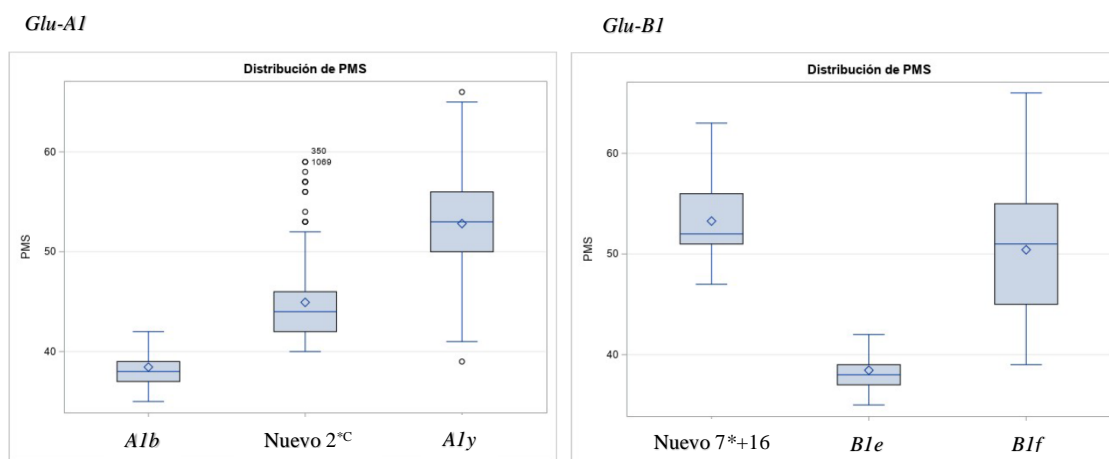 Glu-A1
Distribución de PMS
PMS
60
50
40
350
1069
A1b
Nuevo 2*C
A1y
Glu-B1
Distribución de PMS
PMS
60
50
40
Nuevo 7*+16
B1e
B1f